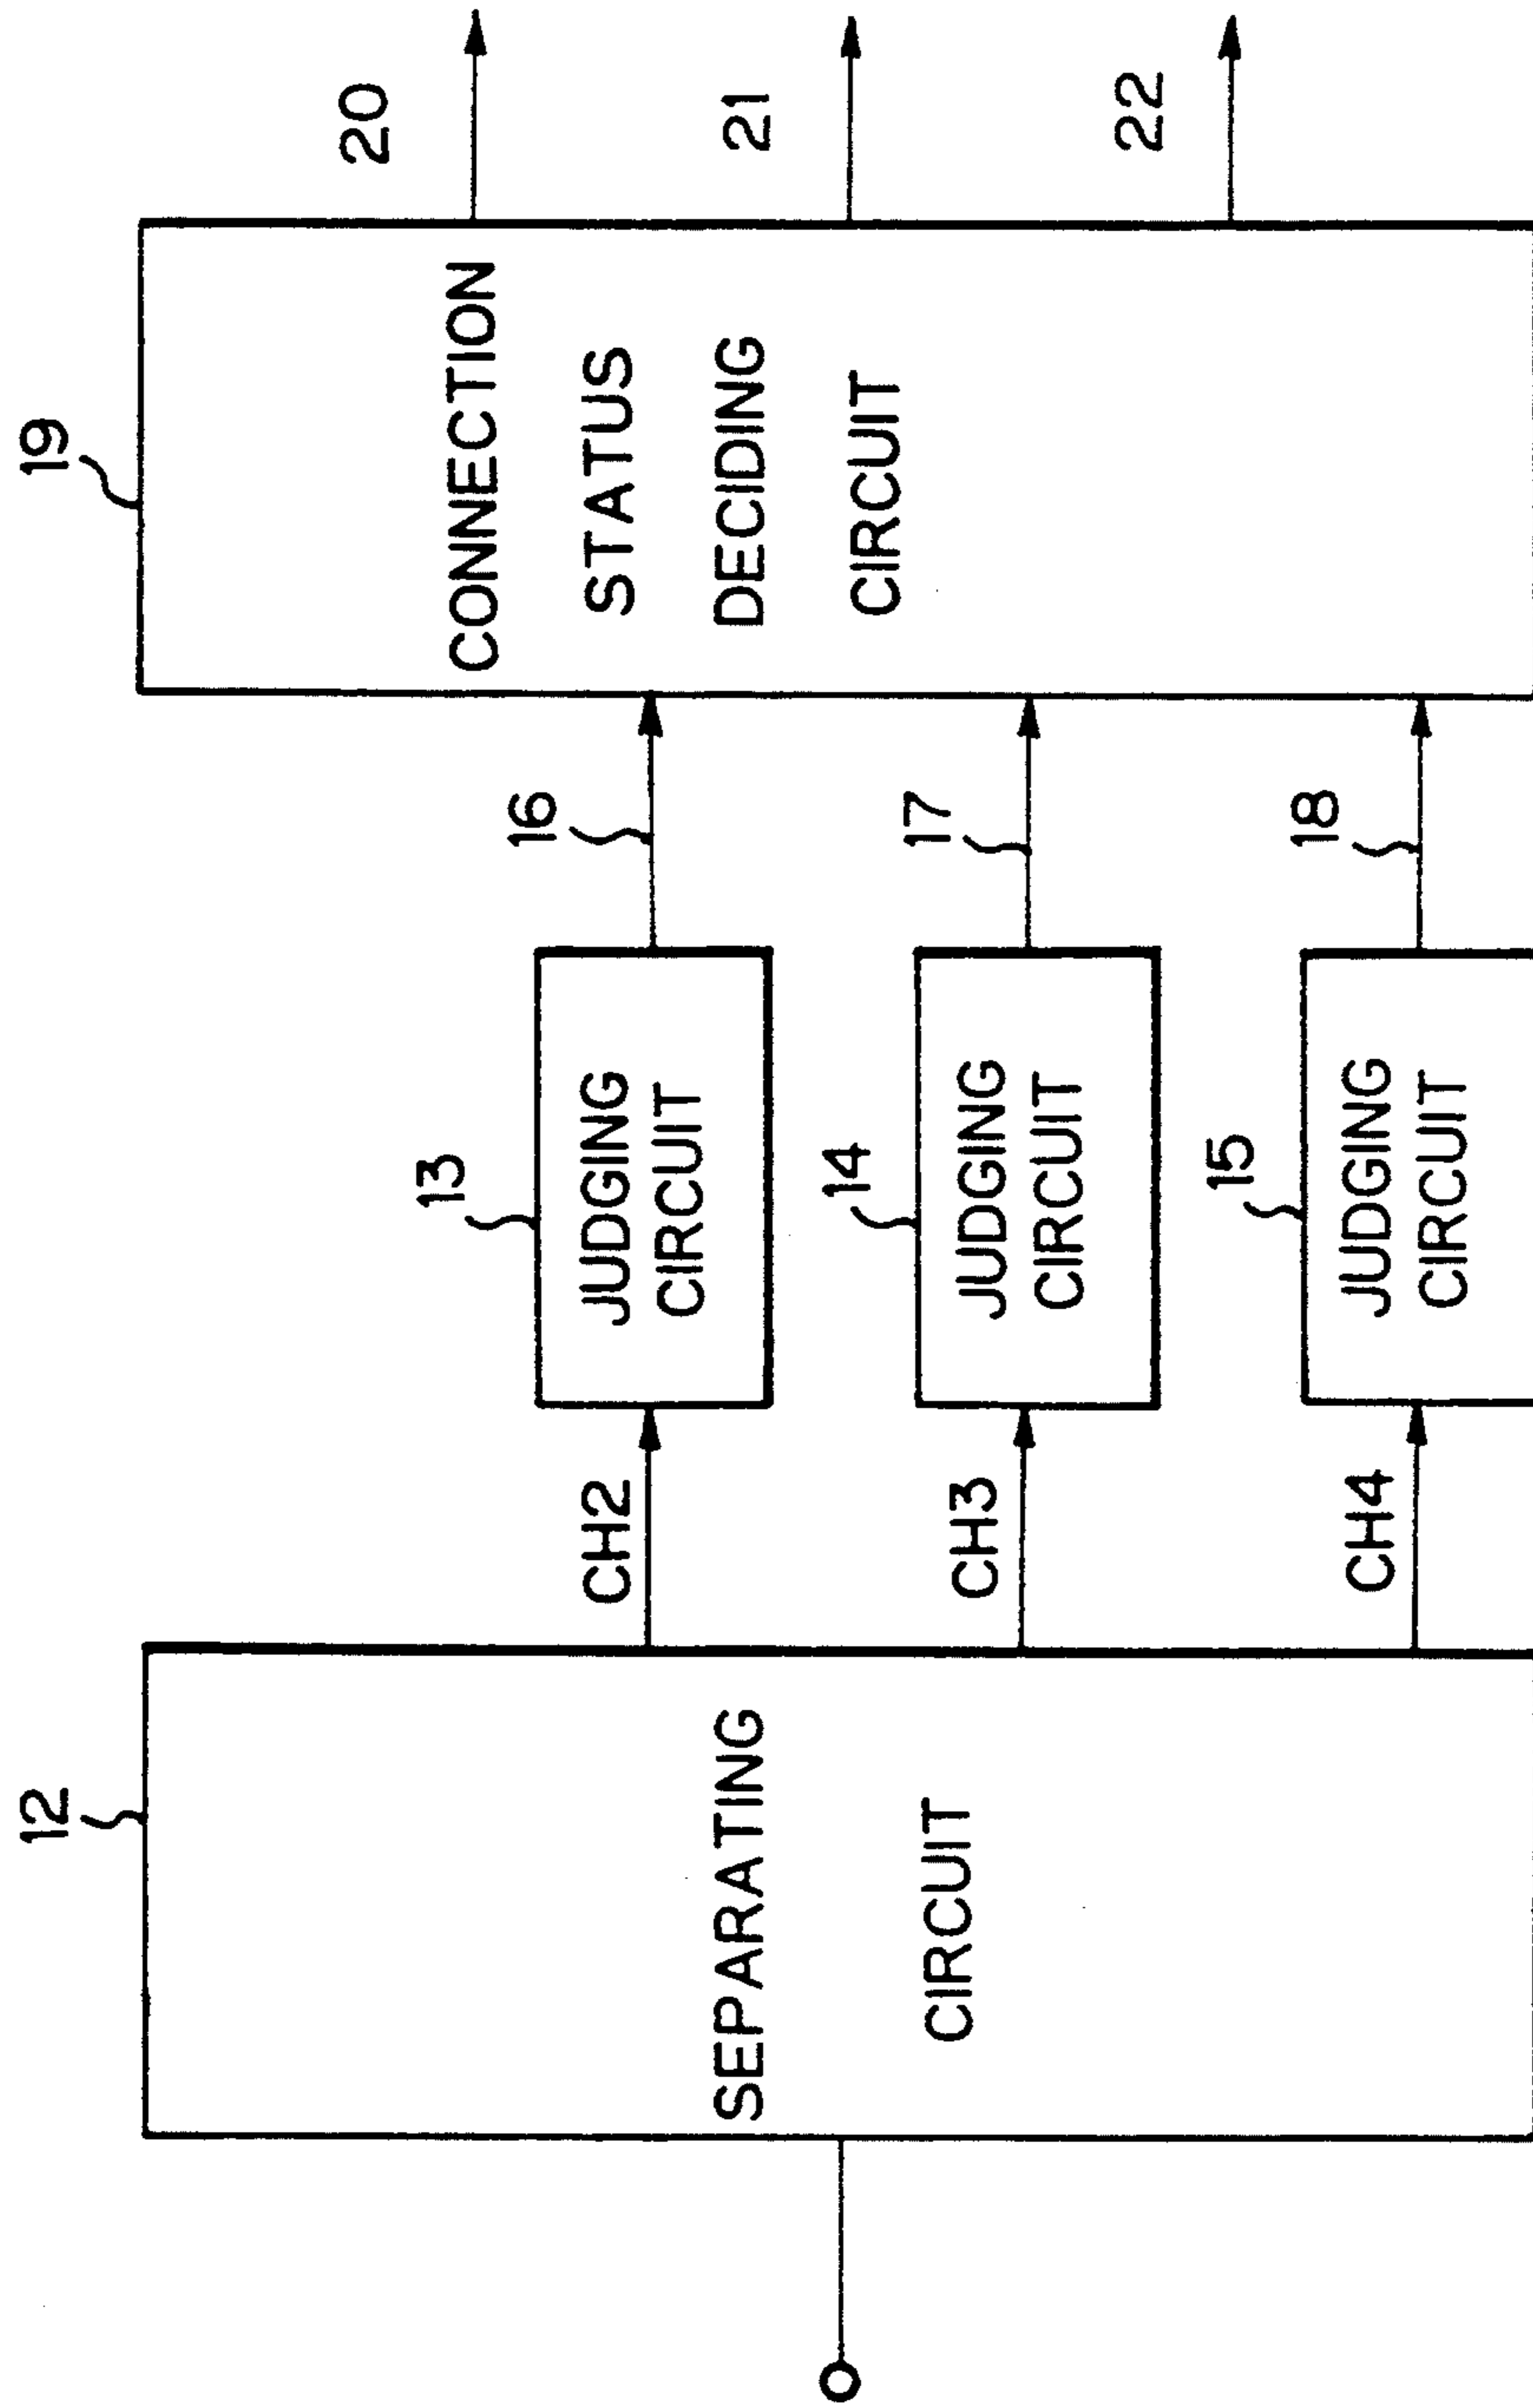 12
SEPARATING
CIRCUIT
CH2
CH3
CH4
13
JUDGING
CIRCUIT
14
JUDGING
CIRCUIT
15
JUDGING
CIRCUIT
16
17
18
19
CONNECTION
STATUS
DECIDING
CIRCUIT
20
21
22